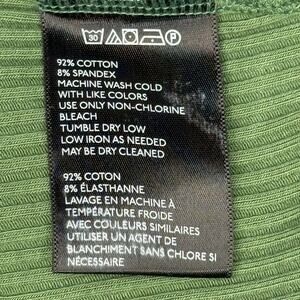 30 P
92% COTTON
8% SPANDEX
MACHINE WASH COLD
WITH LIKE COLORS
USE ONLY NON-CHLORINE
BLEACH
TUMBLE DRY LOW
LOW IRON AS NEEDED
MAY BE DRY CLEANED
92% COTON
8% ÉLASTHANNE
LAVAGE EN MACHINE À
TEMPÉRATURE FROIDE
AVEC COULEURS SIMILAIRES
UTILISER UN AGENT DE
BLANCHIMENT SANS CHLORE SI
NÉCESSAIRE